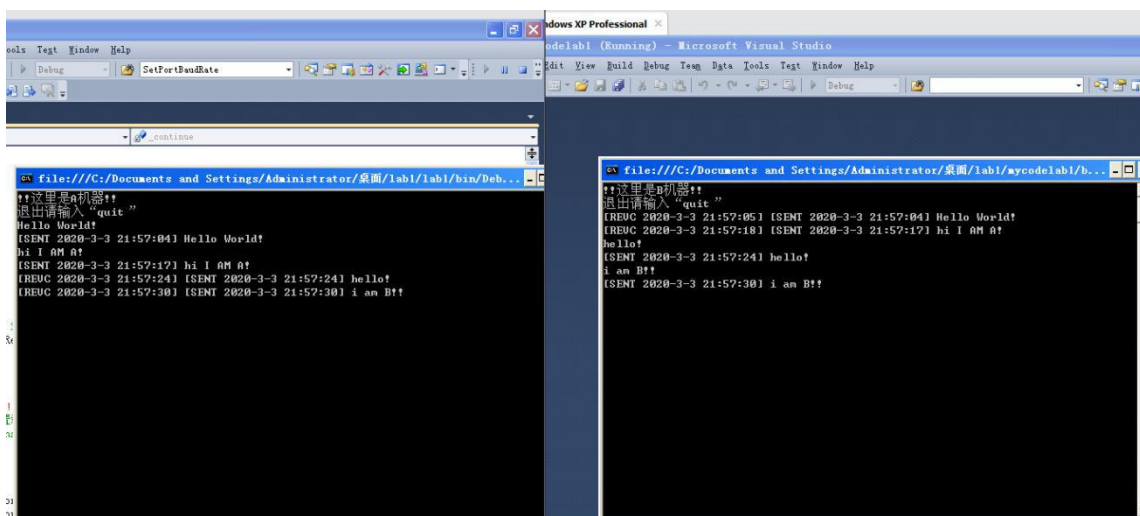 ools Test Window Help
Debug SetPortBaudRate
_continue
file:///C:/Documents and Settings/Administrator/桌面/lab1/lab1/bin/Deb...
!!这里是A机器!!
退出请输入“quit ”
Hello World!
[SENT 2020-3-3 21:57:04] Hello World!
hi I AM A!
[SENT 2020-3-3 21:57:17] hi I AM A!
[REUC 2020-3-3 21:57:24] [SENT 2020-3-3 21:57:24] hello!
[REUC 2020-3-3 21:57:30] [SENT 2020-3-3 21:57:30] i am B!!
ndows XP Professional
odelab1 (Running) - Microsoft Visual Studio
Edit View Build Debug Team Data Tools Test Window Help
Debug
file:///C:/Documents and Settings/Administrator/桌面/lab1/mycodelab1/b...
!!这里是B机器!!
退出请输入“quit ”
[REUC 2020-3-3 21:57:05] [SENT 2020-3-3 21:57:04] Hello World!
[REUC 2020-3-3 21:57:18] [SENT 2020-3-3 21:57:17] hi I AM A!
hello!
[SENT 2020-3-3 21:57:24] hello!
i am B!!
[SENT 2020-3-3 21:57:30] i am B!!